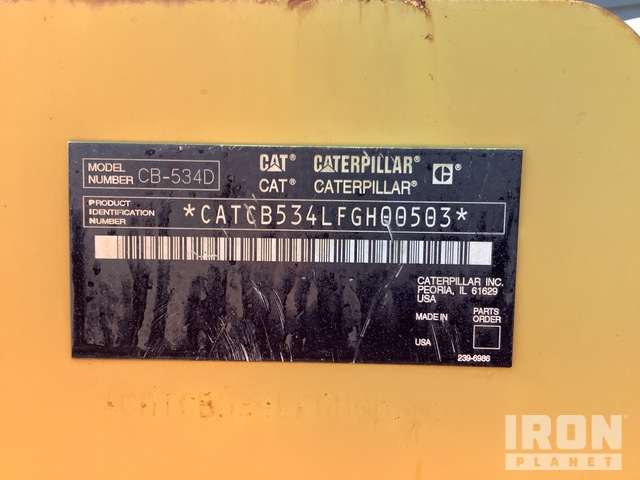 MODEL NUMBER CB-534D
CAT® CATERPILLAR®
CAT® CATERPILLAR®
PRODUCT IDENTIFICATION NUMBER *CATCB534LFGH00503*
CATERPILLAR INC.
PEORIA, IL 61629
USA
MADE IN
USA
PARTS ORDER
239-6986
IRON
PLANET